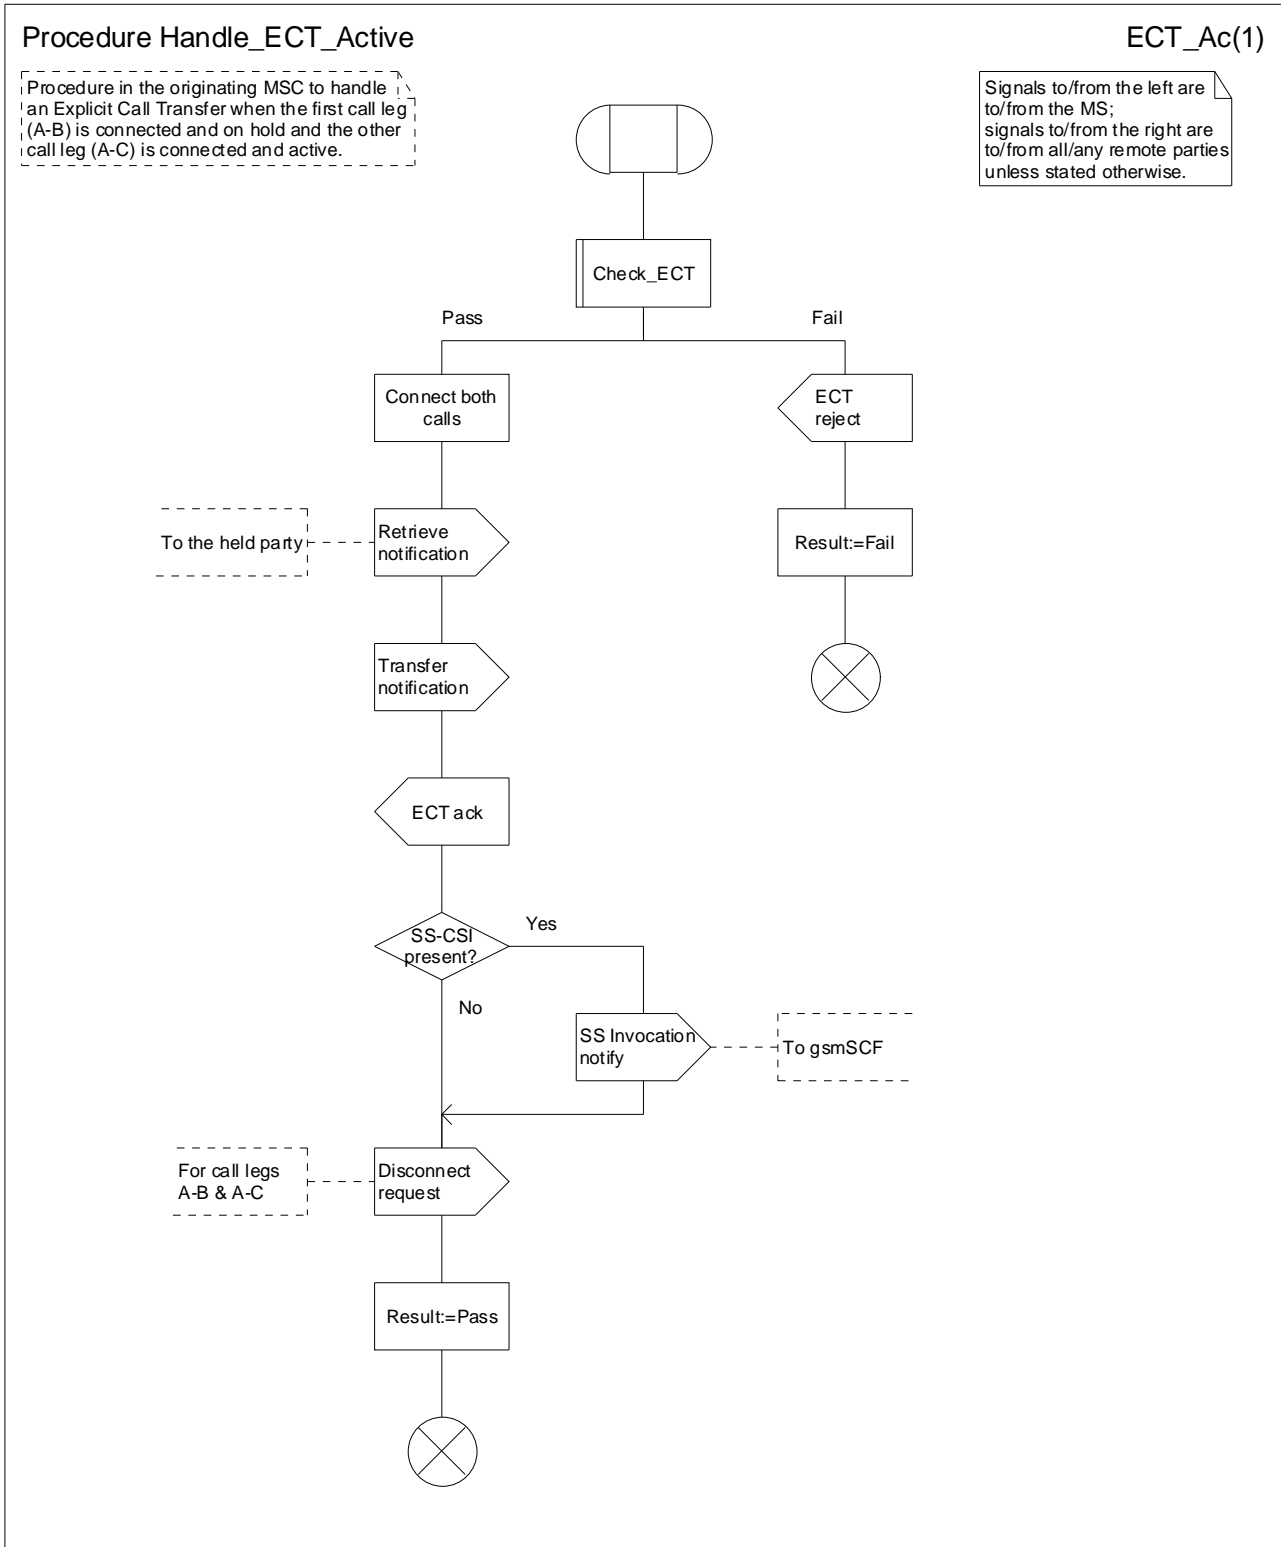 Procedure Handle_ECT_Active
ECT_Ac(1)
Procedure in the originating MSC to handle
an Explicit Call Transfer when the first call leg
(A-B) is connected and on hold and the other
call leg (A-C) is connected and active.
Signals to/from the left are
to/from the MS;
signals to/from the right are
to/from all/any remote parties
unless stated otherwise.
Check_ECT
Pass
Fail
Connect both
calls
ECT
reject
To the held party
Retrieve
notification
Result:=Fail
Transfer
notification
ECT ack
SS-CSI
present?
Yes
No
SS Invocation
notify
To gsmSCF
For call legs
A-B & A-C
Disconnect
request
Result:=Pass